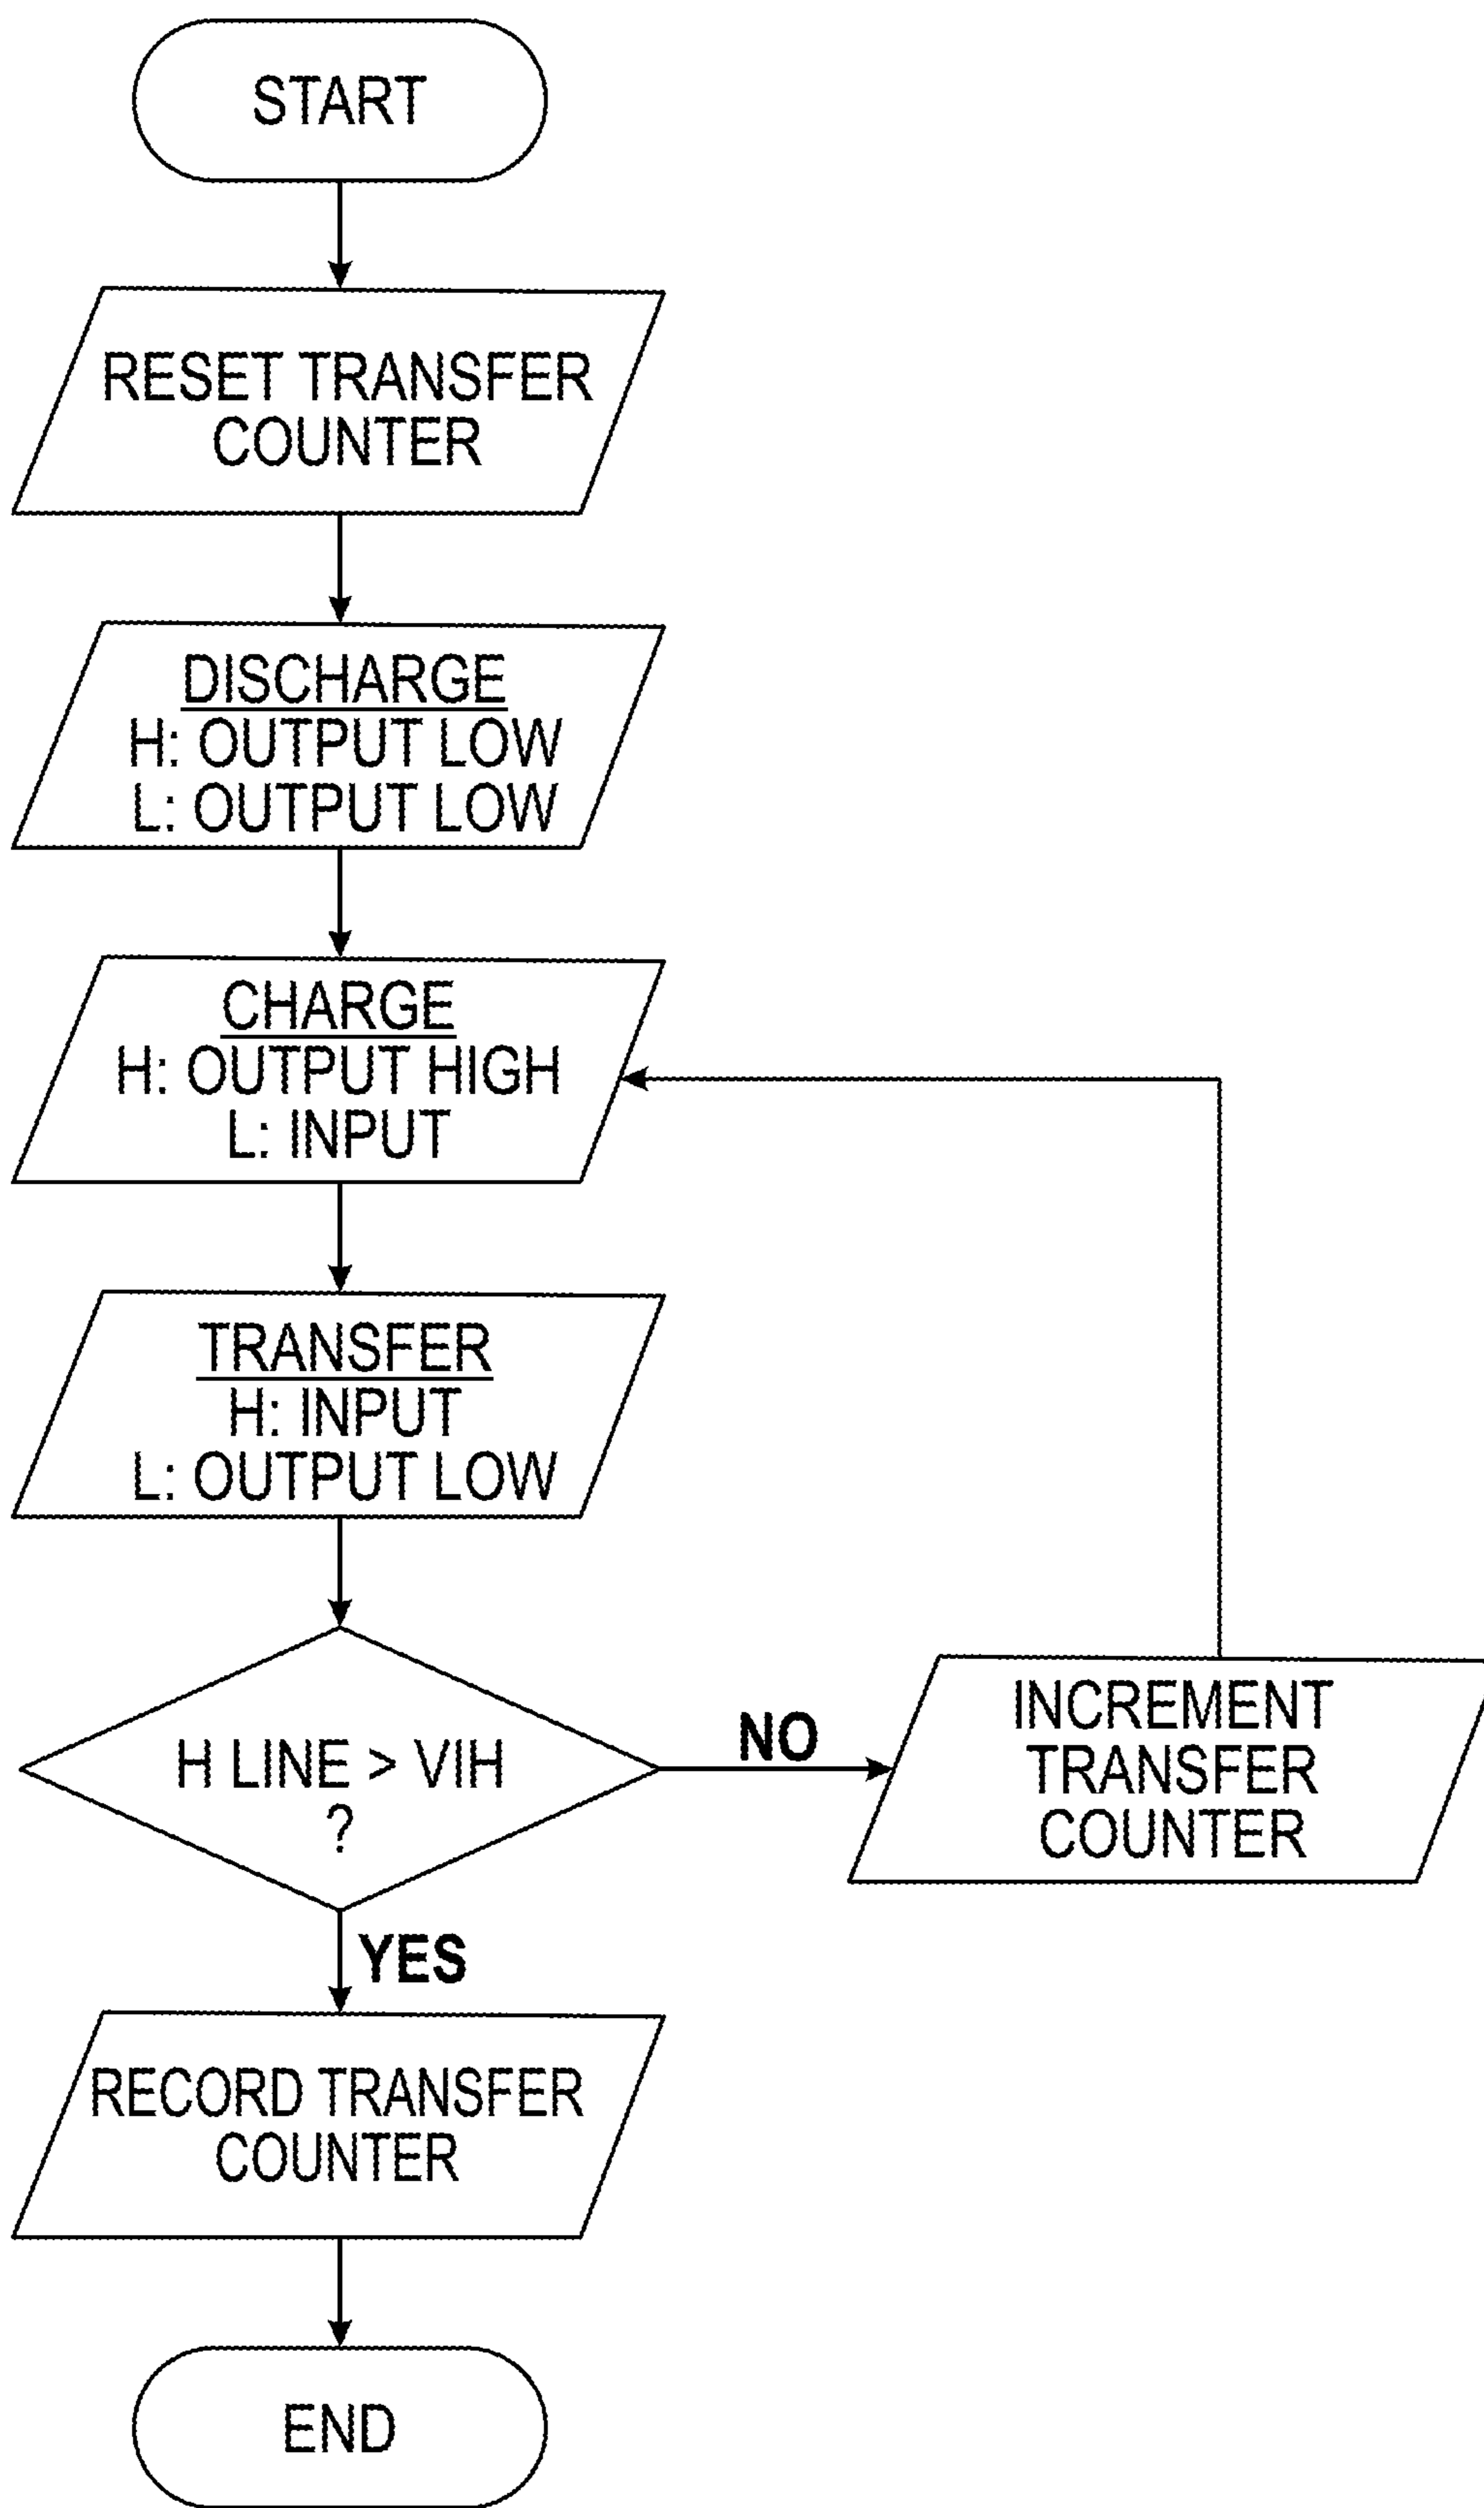 START
RESET TRANSFER
COUNTER
DISCHARGE
H: OUTPUT LOW
L: OUTPUT LOW
CHARGE
H: OUTPUT HIGH
L: INPUT
TRANSFER
H: INPUT
L: OUTPUT LOW
H LINE > VIH
?
NO
INCREMENT
TRANSFER
COUNTER
YES
RECORD TRANSFER
COUNTER
END